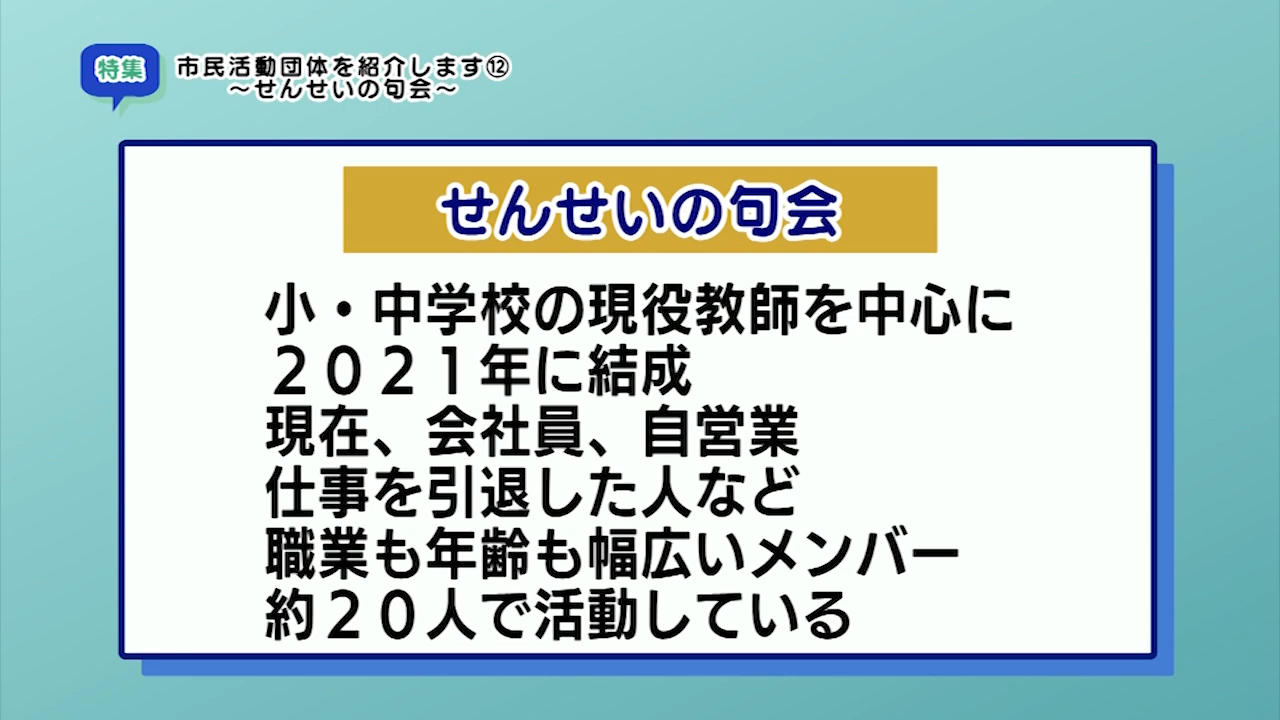 特集
市民活動団体を紹介します⑫
～せんせいの句会～
せんせいの句会
小・中学校の現役教師を中心に
２０２１年に結成
現在、会社員、自営業
仕事を引退した人など
職業も年齢も幅広いメンバー
約２０人で活動している